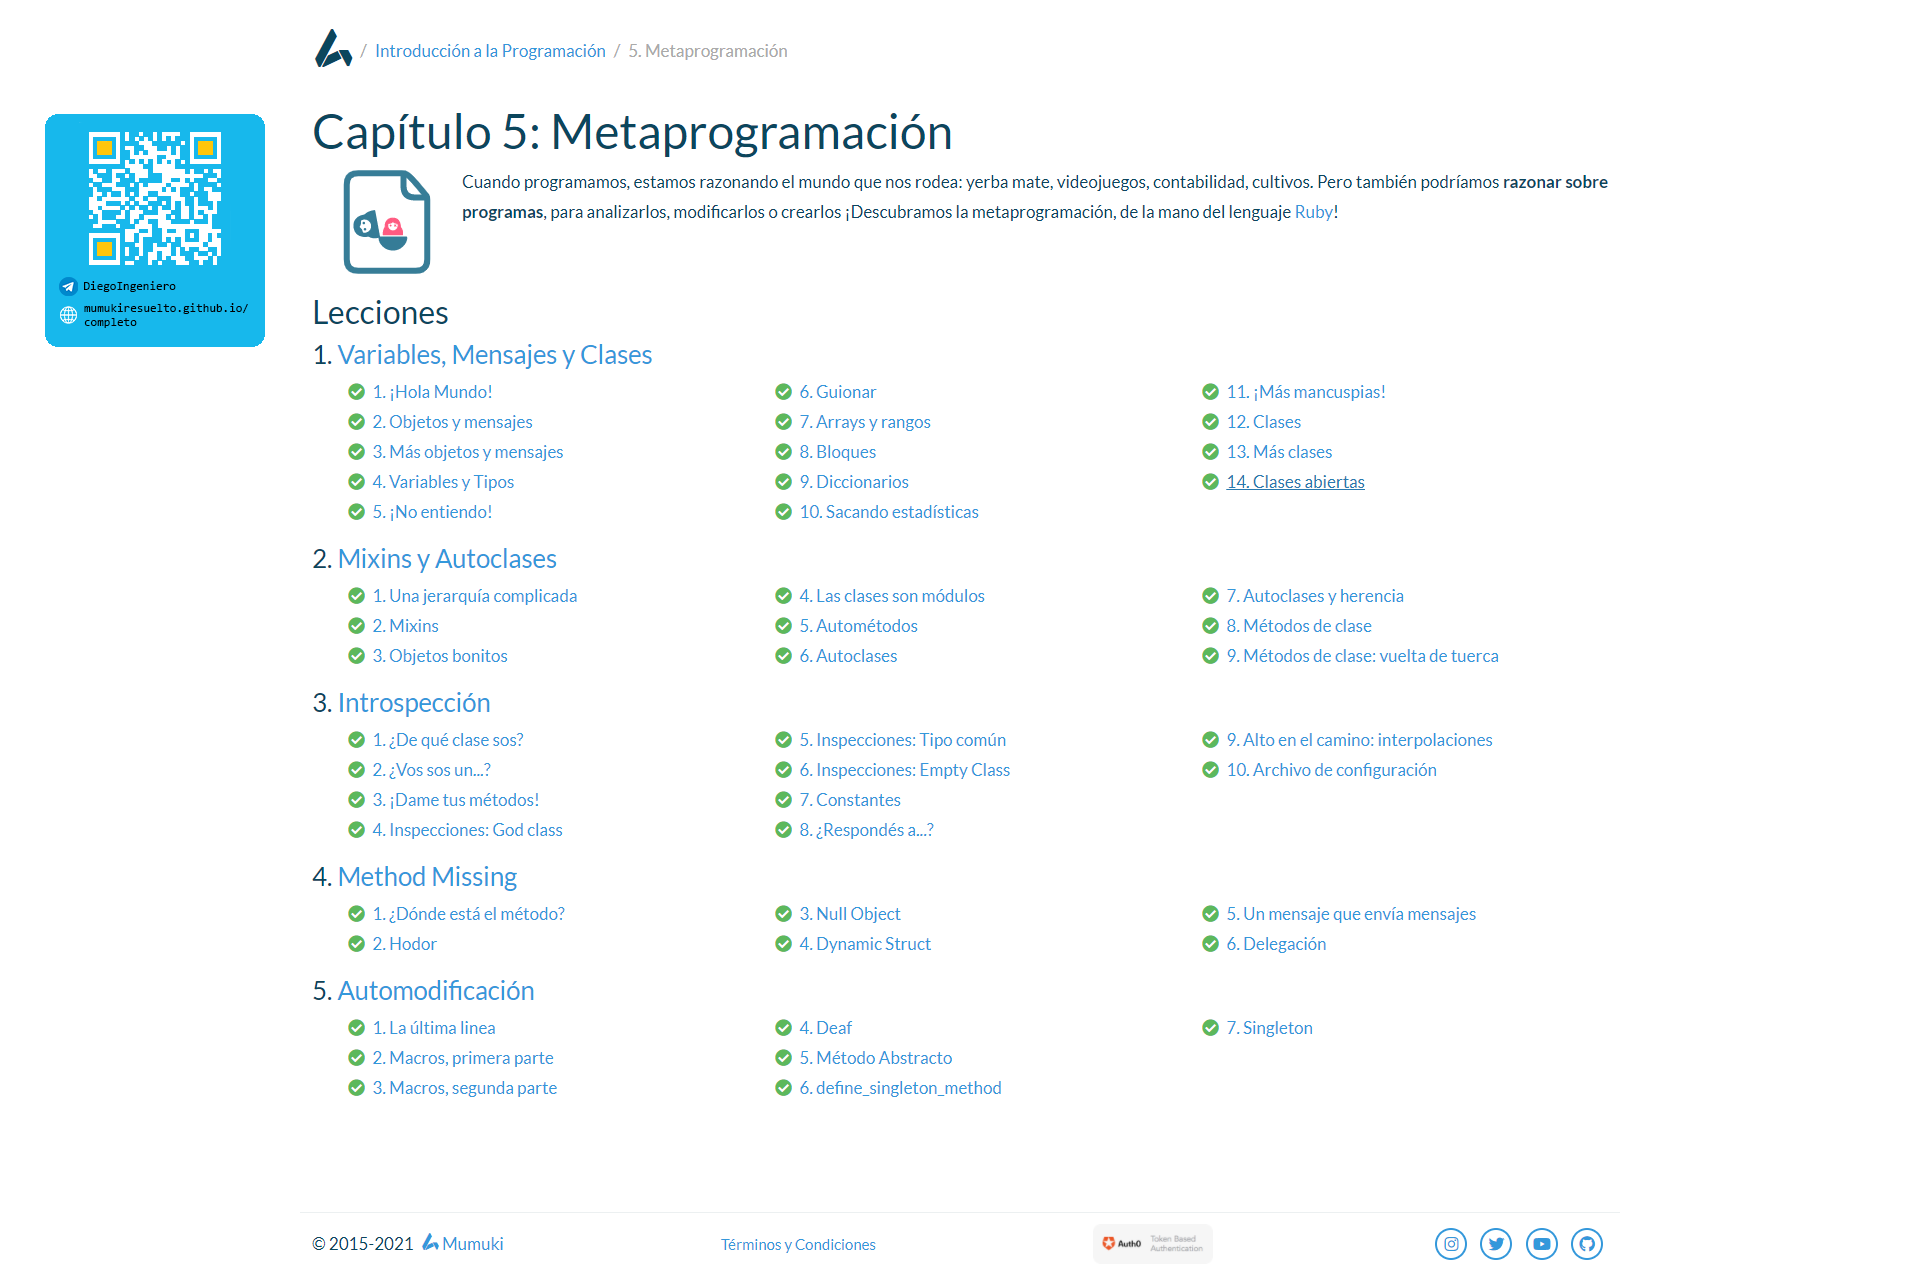 / Introducción a la Programación / 5. Metaprogramación
Capítulo 5: Metaprogramación
Cuando programamos, estamos razonando el mundo que nos rodea: yerba mate, videojuegos, contabilidad, cultivos. Pero también podríamos razonar sobre
programas, para analizarlos, modificarlos o crearlos ¡Descubramos la metaprogramación, de la mano del lenguaje Ruby!
DiegoIngeniero
mumukiresuelto.github.io/
completo
Lecciones
1. Variables, Mensajes y Clases
1. ¡Hola Mundo!
2. Objetos y mensajes
3. Más objetos y mensajes
4. Variables y Tipos
5. ¡No entiendo!
6. Guionar
7. Arrays y rangos
8. Bloques
9. Diccionarios
10. Sacando estadísticas
11. ¡Más mancuspias!
12. Clases
13. Más clases
14. Clases abiertas
2. Mixins y Autoclases
1. Una jerarquía complicada
2. Mixins
3. Objetos bonitos
4. Las clases son módulos
5. Autométodos
6. Autoclases
7. Autoclases y herencia
8. Métodos de clase
9. Métodos de clase: vuelta de tuerca
3. Introspección
1. ¿De qué clase sos?
2. ¿Vos sos un...?
3. ¡Dame tus métodos!
4. Inspecciones: God class
5. Inspecciones: Tipo común
6. Inspecciones: Empty Class
7. Constantes
8. ¿Respondés a...?
9. Alto en el camino: interpolaciones
10. Archivo de configuración
4. Method Missing
1. ¿Dónde está el método?
2. Hodor
3. Null Object
4. Dynamic Struct
5. Un mensaje que envía mensajes
6. Delegación
5. Automodificación
1. La última linea
2. Macros, primera parte
3. Macros, segunda parte
4. Deaf
5. Método Abstracto
6. define_singleton_method
7. Singleton
© 2015-2021 Mumuki
Términos y Condiciones
Auth0
Token Based
Authentication